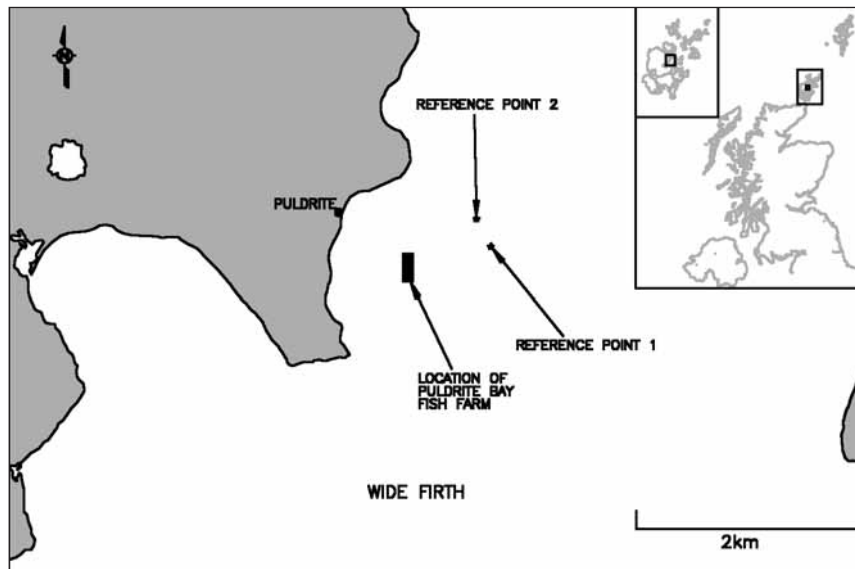 N
REFERENCE POINT 2
PULDRITE
REFERENCE POINT 1
LOCATION OF
PULDRITE BAY
FISH FARM
WIDE FIRTH
2km